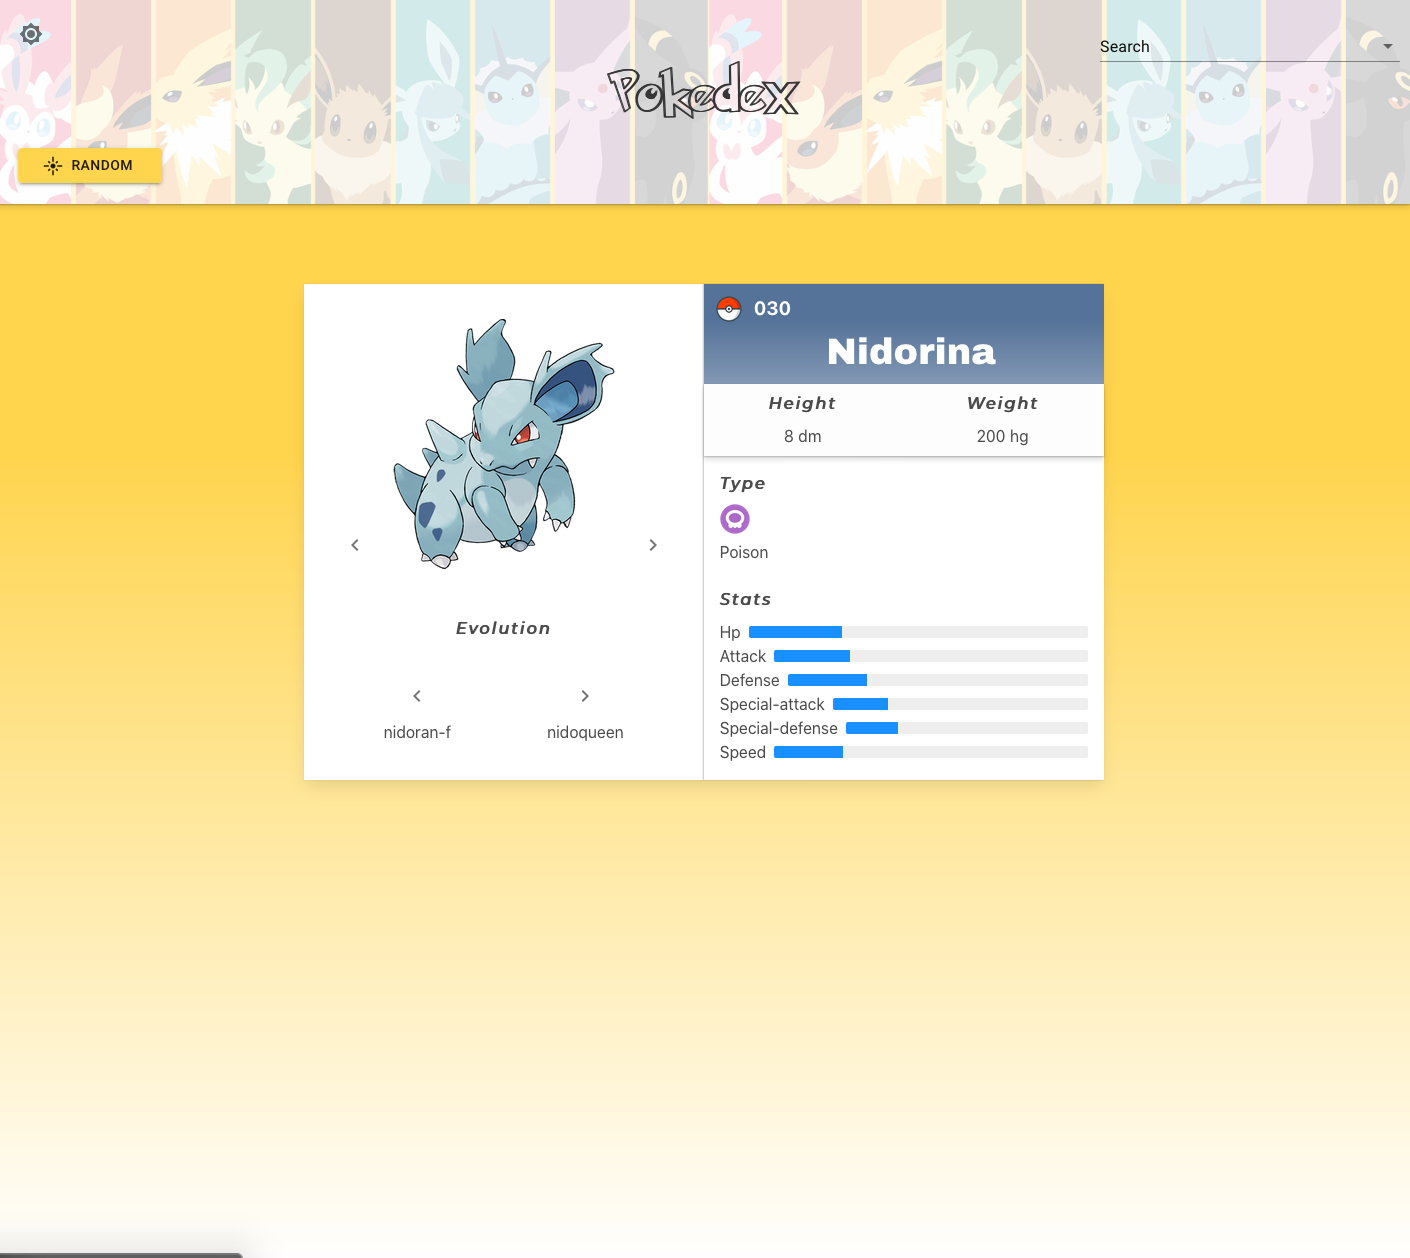 Search
Pokedex
RANDOM
030
Nidorina
Height Weight
8 dm 200 hg
Type
Poison
Evolution
nidoran-f nidoqueen
Stats
Hp
Attack
Defense
Special-attack
Special-defense
Speed